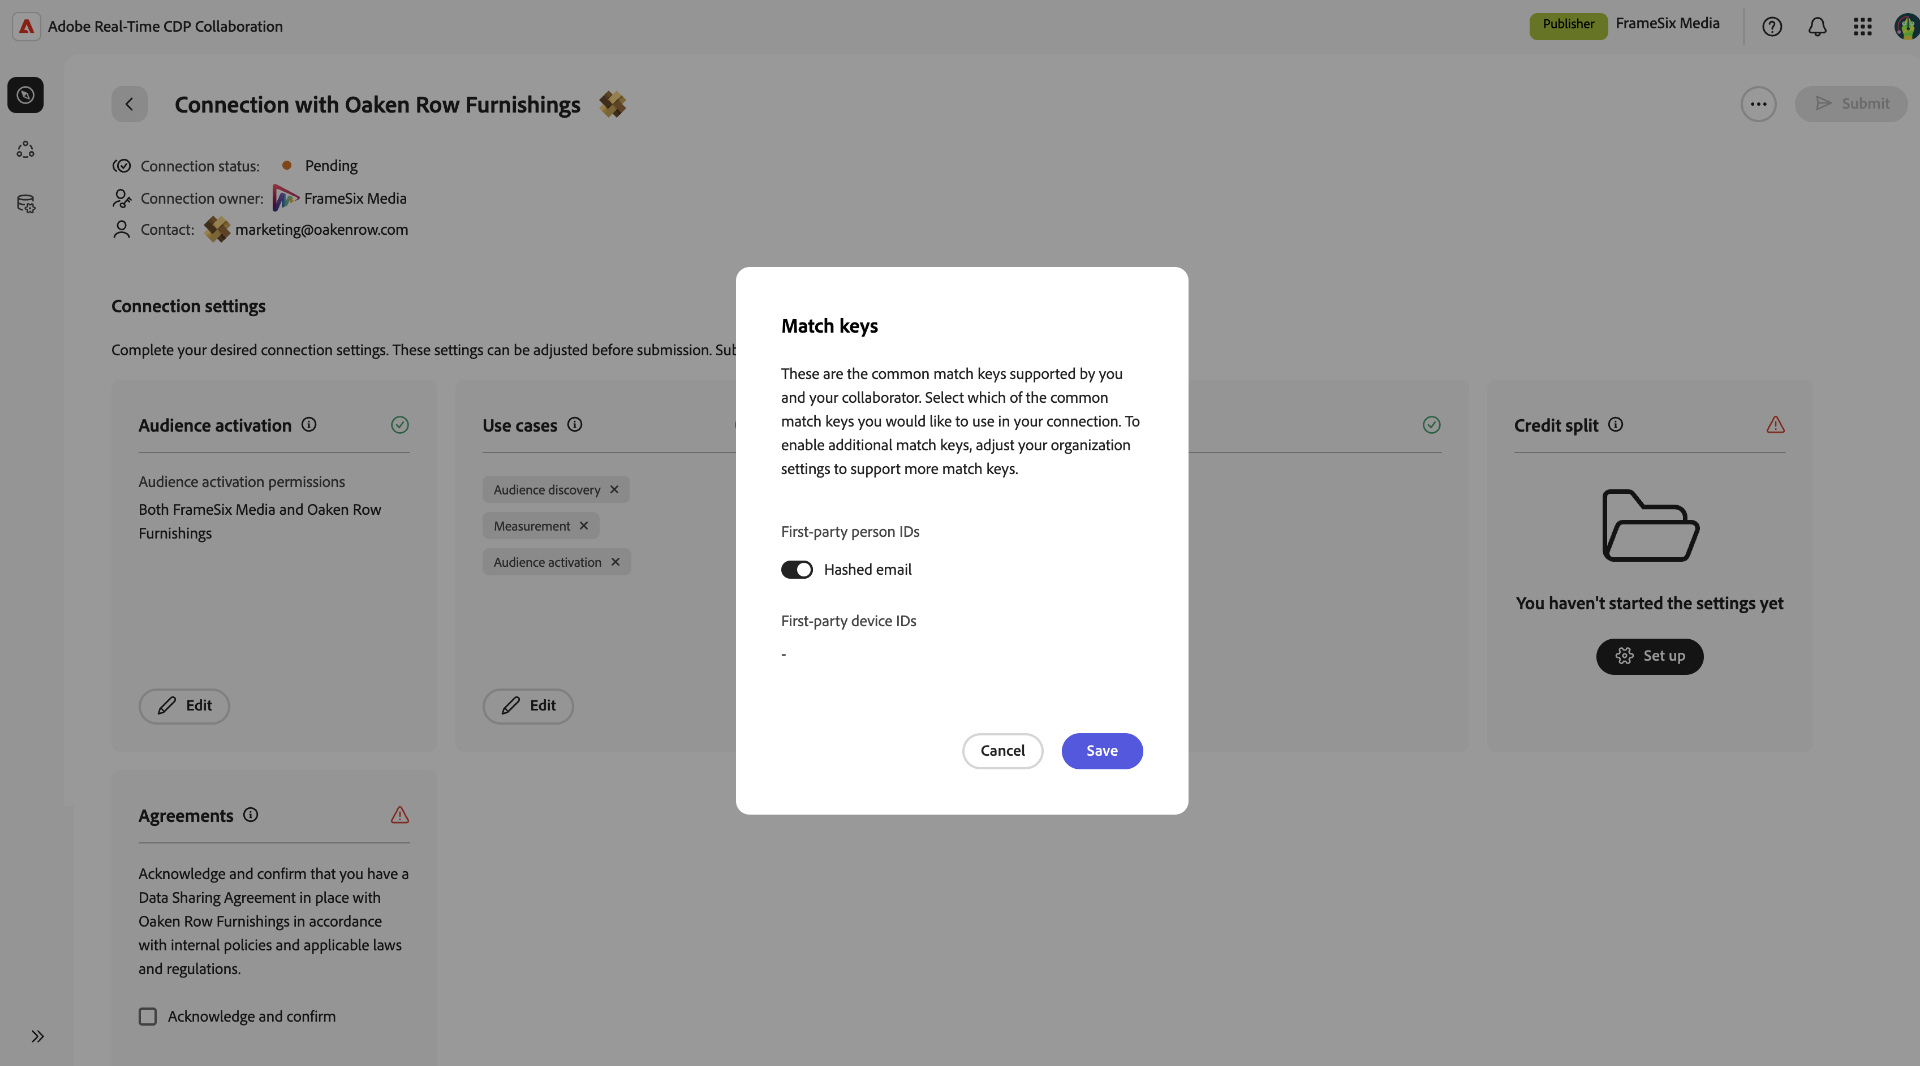 Adobe Real-Time CDP Collaboration
Publisher
FrameSix Media
Connection with Oaken Row Furnishings
Submit
Connection status:
Pending
Connection owner:
FrameSix Media
Contact:
marketing@oakenrow.com
Connection settings
Complete your desired connection settings. These settings can be adjusted before submission.
Audience activation
Audience activation permissions
Both FrameSix Media and Oaken Row
Furnishings
Edit
Use cases
Audience discovery
Measurement
Audience activation
Edit
Match keys
These are the common match keys supported by you
and your collaborator. Select which of the common
match keys you would like to use in your connection. To
enable additional match keys, adjust your organization
settings to support more match keys.
First-party person IDs
Hashed email
First-party device IDs
-
Cancel
Save
Credit split
You haven't started the settings yet
Set up
Agreements
Acknowledge and confirm that you have a
Data Sharing Agreement in place with
Oaken Row Furnishings in accordance
with internal policies and applicable laws
and regulations.
Acknowledge and confirm